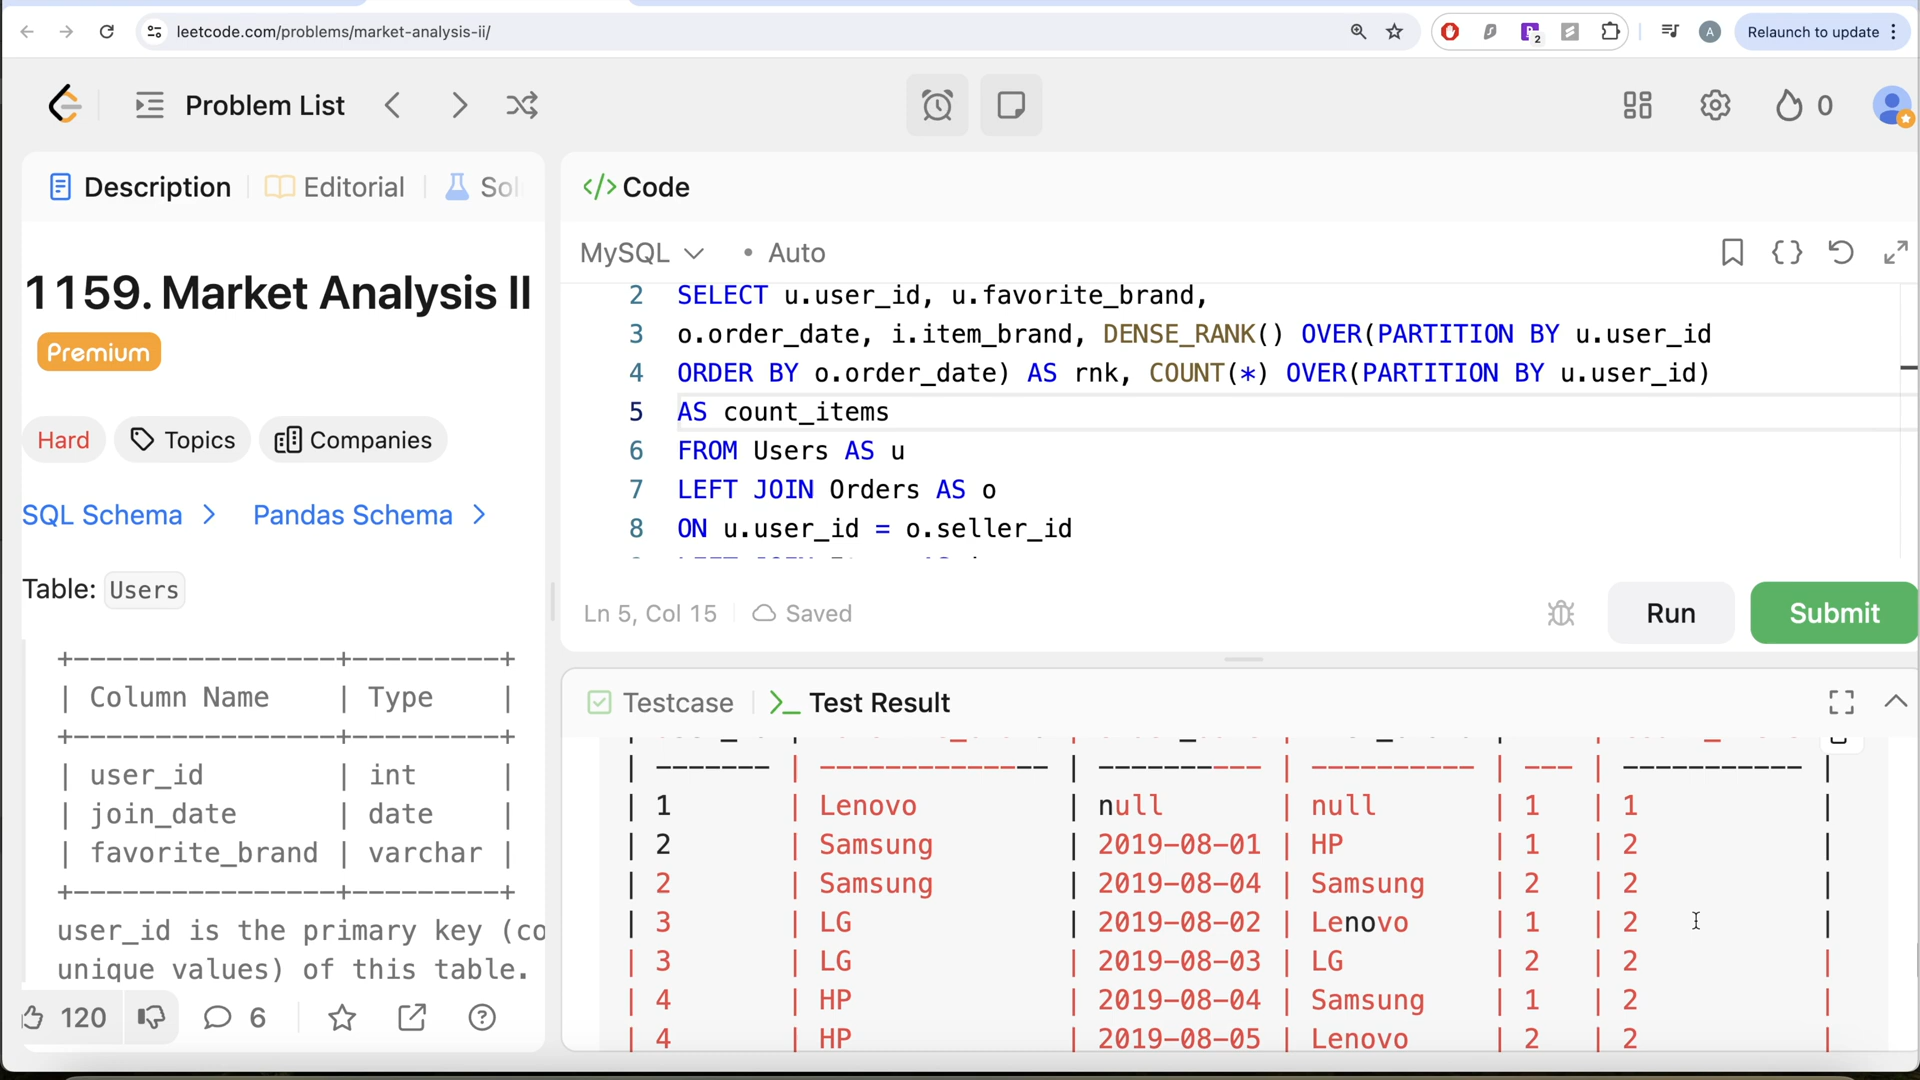 leetcode.com/problems/market-analysis-ii/
2
A
Relaunch to update
Problem List
0
Description
Editorial
Sol
</> Code
MySQL
• Auto
1159. Market Analysis II
Premium
Hard
Topics
Companies
SQL Schema
Pandas Schema
Table: Users
+----------------+---------+
| Column Name | Type |
+----------------+---------+
| user_id | int |
| join_date | date |
| favorite_brand | varchar |
+----------------+---------+
user_id is the primary key (co
unique values) of this table.
120
6
2 SELECT u.user_id, u.favorite_brand,
3 o.order_date, i.item_brand, DENSE_RANK() OVER(PARTITION BY u.user_id
4 ORDER BY o.order_date) AS rnk, COUNT(*) OVER(PARTITION BY u.user_id)
5 AS count_items
6 FROM Users AS u
7 LEFT JOIN Orders AS o
8 ON u.user_id = o.seller_id
Ln 5, Col 15
Saved
Run
Submit
Testcase
>_ Test Result
| ------- | -------------- | ---------- | ---------- | --- | ----------- |
| 1 | Lenovo | null | null | 1 | 1 |
| 2 | Samsung | 2019-08-01 | HP | 1 | 2 |
| 2 | Samsung | 2019-08-04 | Samsung | 2 | 2 |
| 3 | LG | 2019-08-02 | Lenovo | 1 | 2 |
| 3 | LG | 2019-08-03 | LG | 2 | 2 |
| 4 | HP | 2019-08-04 | Samsung | 1 | 2 |
| 4 | HP | 2019-08-05 | Lenovo | 2 | 2 |